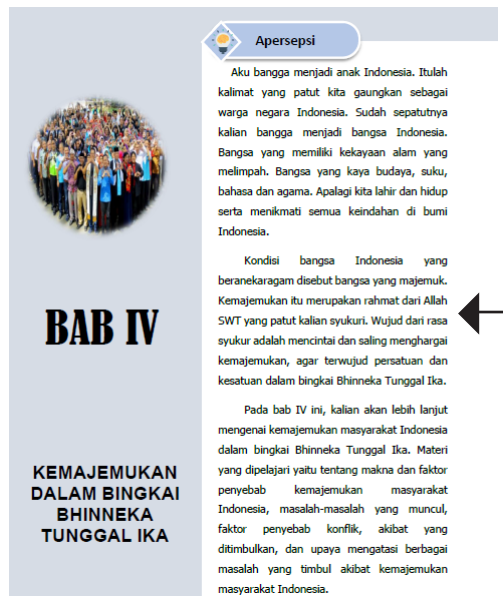 Apersepsi
Aku bangga menjadi anak Indonesia. Itulah
kalimat yang patut kita gaungkan sebagai
warga negara Indonesia. Sudah sepatutnya
kalian bangga menjadi bangsa Indonesia.
Bangsa yang memiliki kekayaan alam yang
melimpah. Bangsa yang kaya budaya, suku,
bahasa dan agama. Apalagi kita lahir dan hidup
serta menikmati semua keindahan di bumi
Indonesia.
Kondisi bangsa Indonesia yang
beranekaragam disebut bangsa yang majemuk.
Kemajemukan itu merupakan rahmat dari Allah
SWT yang patut kalian syukuri. Wujud dari rasa
syukur adalah mencintai dan saling menghargai
kemajemukan, agar terwujud persatuan dan
kesatuan dalam bingkai Bhinneka Tunggal Ika.
Pada bab IV ini, kalian akan lebih lanjut
mengenai kemajemukan masyarakat Indonesia
dalam bingkai Bhinneka Tunggal Ika. Materi
yang dipelajari yaitu tentang makna dan faktor
penyebab kemajemukan masyarakat
Indonesia, masalah-masalah yang muncul,
faktor penyebab konflik, akibat yang
ditimbulkan, dan upaya mengatasi berbagai
masalah yang timbul akibat kemajemukan
masyarakat Indonesia.
BAB IV
KEMAJEMUKAN
DALAM BINGKAI
BHINNEKA
TUNGGAL IKA